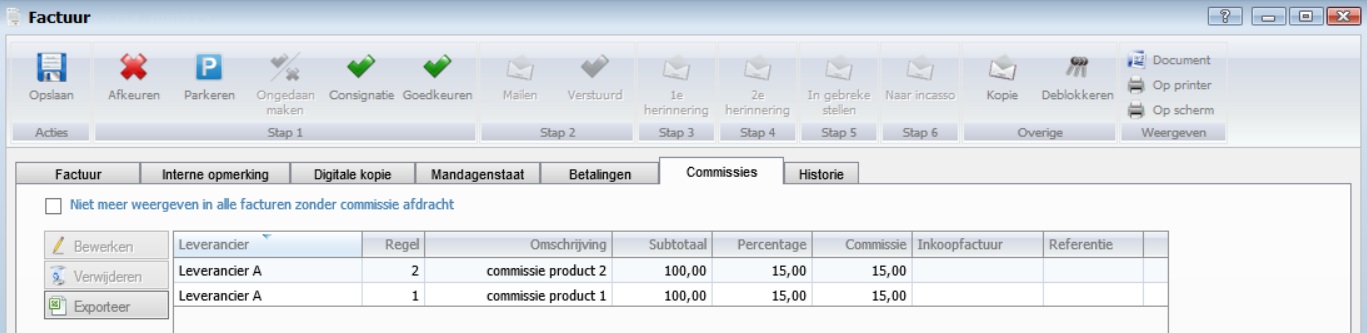 Factuur
Opslaan Afkeuren Parkeren Ongedaan maken Consignatie Goedkeuren Mailen Verstuurd 1e herinnering 2e herinnering In gebreke stellen Naar incasso Kopie Deblokkeren
Document
Op printer
Op scherm
Acties Stap 1 Stap 2 Stap 3 Stap 4 Stap 5 Stap 6 Overige Weergeven
Factuur Interne opmerking Digitale kopie Mandagenstaat Betalingen Commissies Historie
Niet meer weergeven in alle facturen zonder commissie afdracht
Bewerken
Verwijderen
Exporteer
Leverancier Regel Omschrijving Subtotaal Percentage Commissie Inkoopfactuur Referentie
Leverancier A 2 commissie product 2 100,00 15,00 15,00
Leverancier A 1 commissie product 1 100,00 15,00 15,00